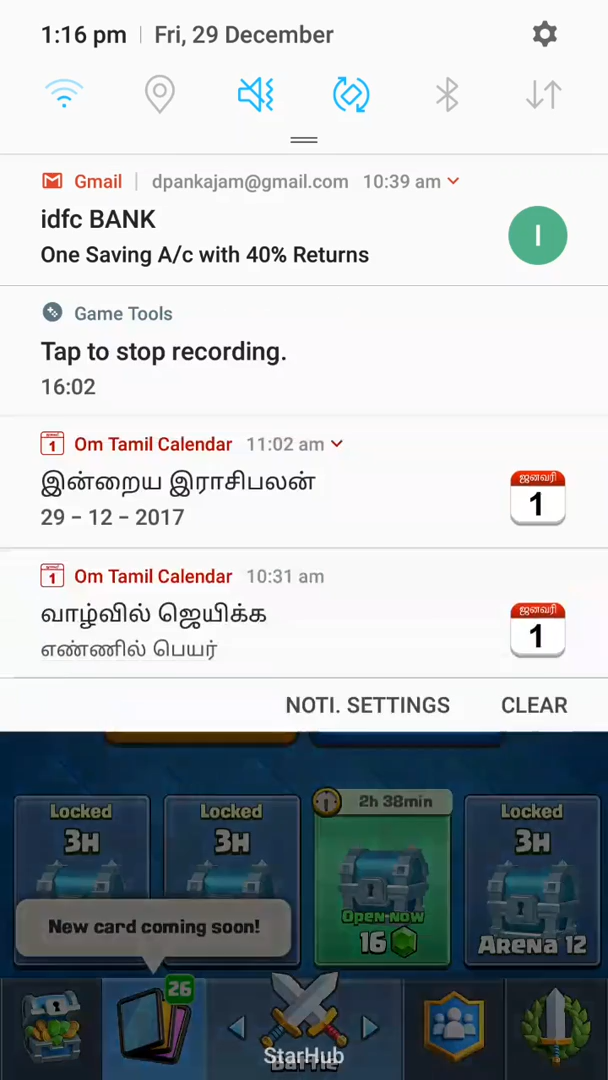 1:16 pm | Fri, 29 December
Gmail | dpankajam@gmail.com 10:39 am
idfc BANK
I
One Saving A/c with 40% Returns
Game Tools
Tap to stop recording.
16:02
Om Tamil Calendar 11:02 am
இன்றைய இராசிபலன்
29 - 12 - 2017
ஜனவரி
1
Om Tamil Calendar 10:31 am
வாழ்வில் ஜெயிக்க
எண்ணில் பெயர்
ஜனவரி
1
NOTI. SETTINGS CLEAR
Locked
3H
Locked
3H
2h 38min
Open Now
16
Locked
3H
Arena 12
New card coming soon!
26
Battle
StarHub